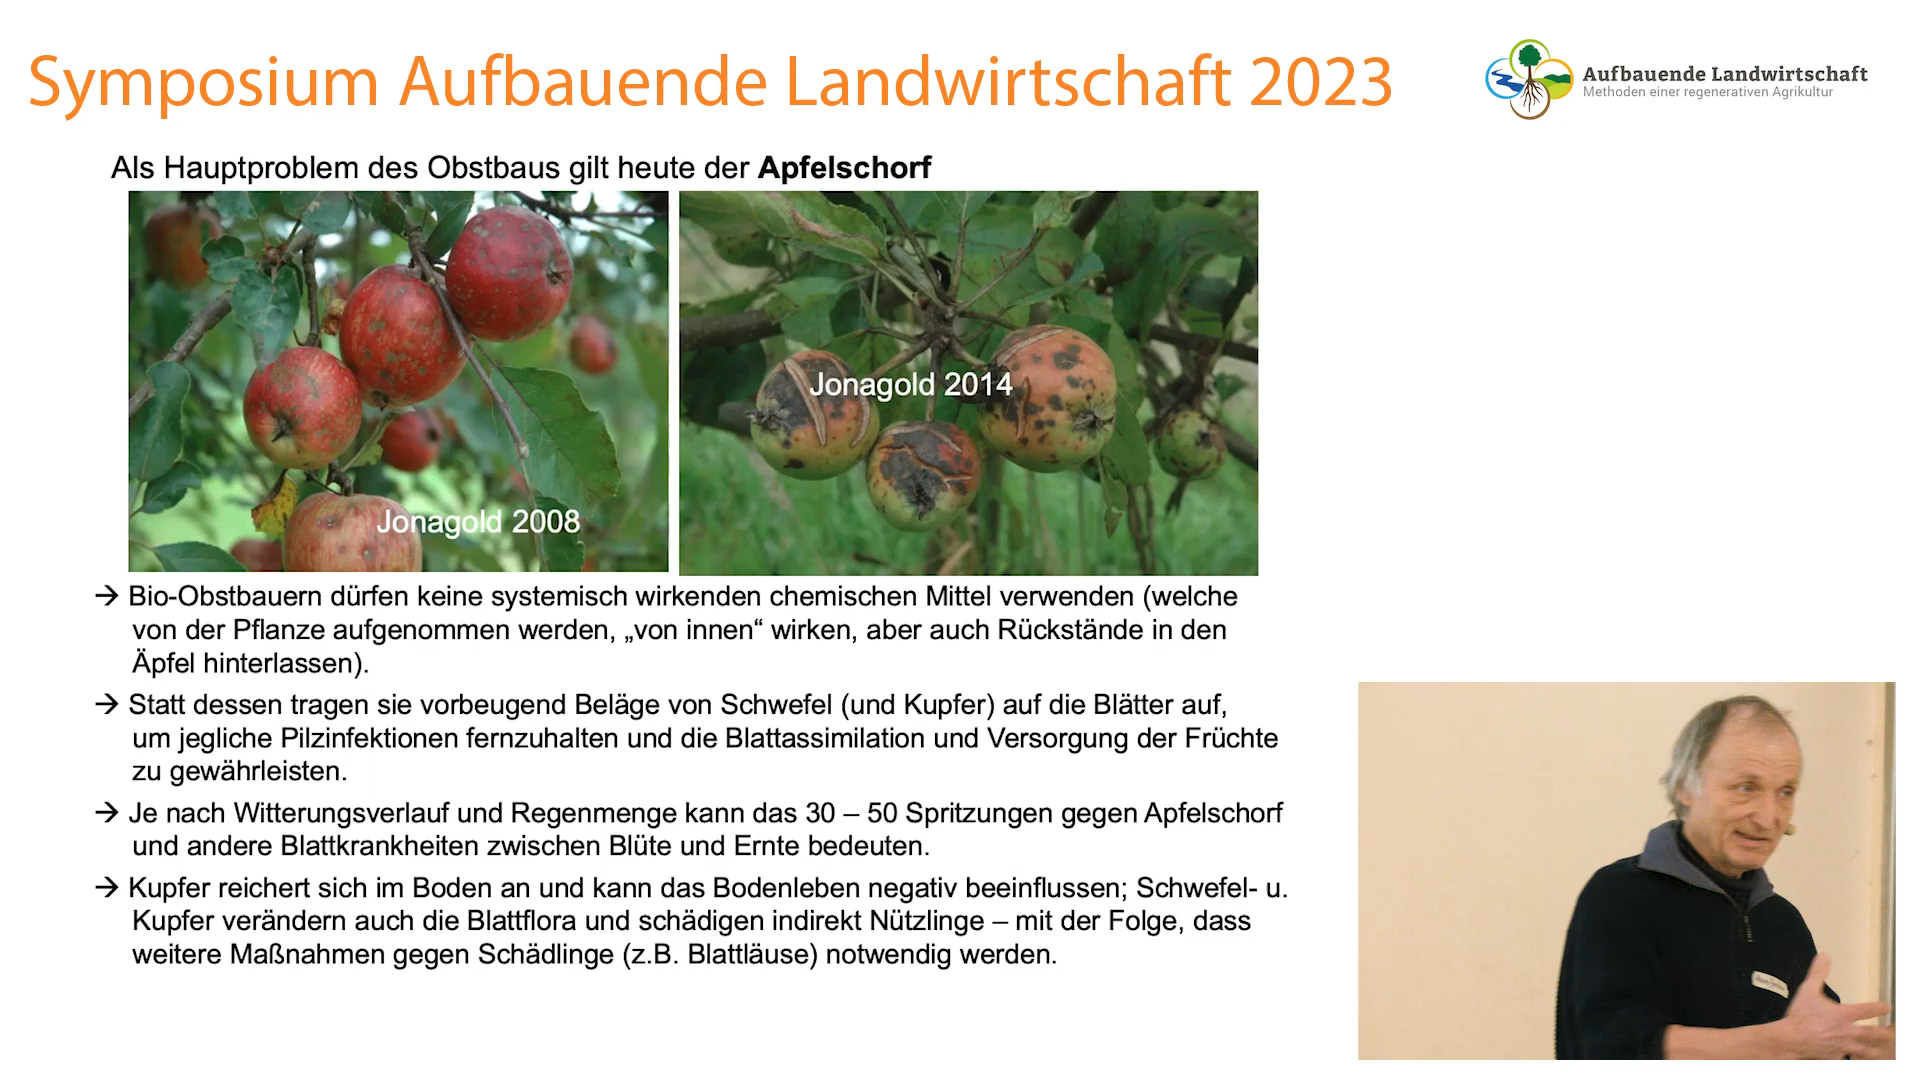 Symposium Aufbauende Landwirtschaft 2023
Aufbauende Landwirtschaft
Methoden einer regenerativen Agrikultur
Als Hauptproblem des Obstbaus gilt heute der Apfelschorf
Jonagold 2008
Jonagold 2014
→ Bio-Obstbauern dürfen keine systemisch wirkenden chemischen Mittel verwenden (welche
von der Pflanze aufgenommen werden, „von innen“ wirken, aber auch Rückstände in den
Äpfel hinterlassen).
→ Statt dessen tragen sie vorbeugend Beläge von Schwefel (und Kupfer) auf die Blätter auf,
um jegliche Pilzinfektionen fernzuhalten und die Blattassimilation und Versorgung der Früchte
zu gewährleisten.
→ Je nach Witterungsverlauf und Regenmenge kann das 30 – 50 Spritzungen gegen Apfelschorf
und andere Blattkrankheiten zwischen Blüte und Ernte bedeuten.
→ Kupfer reichert sich im Boden an und kann das Bodenleben negativ beeinflussen; Schwefel- u.
Kupfer verändern auch die Blattflora und schädigen indirekt Nützlinge – mit der Folge, dass
weitere Maßnahmen gegen Schädlinge (z.B. Blattläuse) notwendig werden.